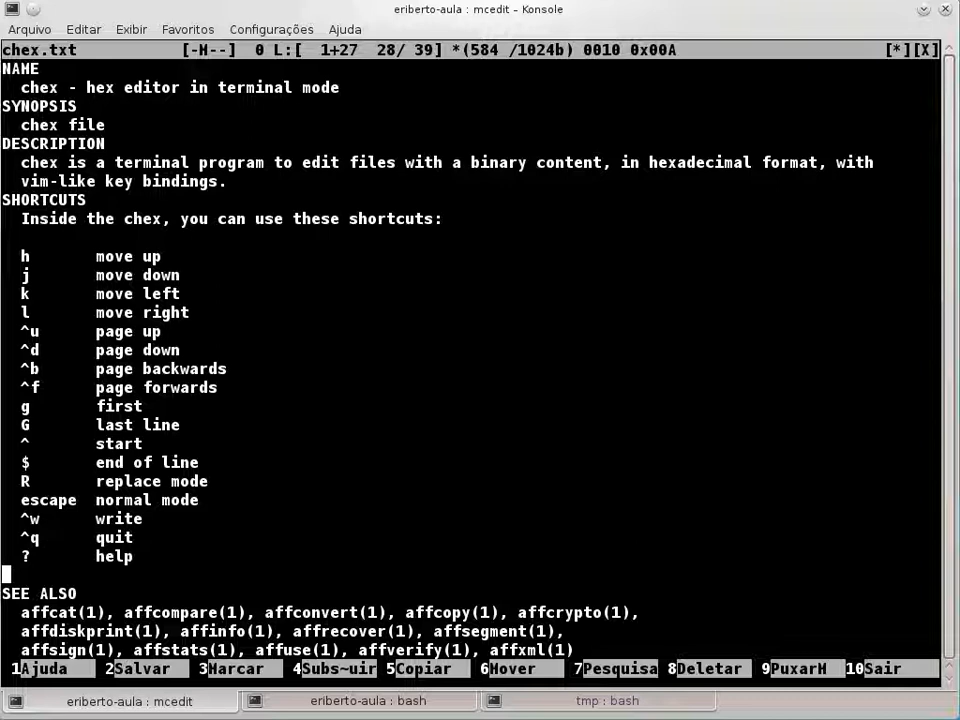 eriberto-aula : mcedit – Konsole
Arquivo Editar Exibir Favoritos Configurações Ajuda
chex.txt [-M--] 0 L:[ 1+27 28/ 39] *(584 /1024b) 0010 0x00A [*][X]
NAME
chex - hex editor in terminal mode
SYNOPSIS
chex file
DESCRIPTION
chex is a terminal program to edit files with a binary content, in hexadecimal format, with
vim-like key bindings.
SHORTCUTS
Inside the chex, you can use these shortcuts:
h move up
j move down
k move left
l move right
^u page up
^d page down
^b page backwards
^f page forwards
g first
G last line
^ start
$ end of line
R replace mode
escape normal mode
^w write
^q quit
? help
SEE ALSO
affcat(1), affcompare(1), affconvert(1), affcopy(1), affcrypto(1),
affdiskprint(1), affinfo(1), affrecover(1), affsegment(1),
affsign(1), affstats(1), affuse(1), affverify(1), affxml(1)
1Ajuda 2Salvar 3Marcar 4Subs~uir 5Copiar 6Mover 7Pesquisa 8Deletar 9PuxarM 10Sair
eriberto-aula : mcedit eriberto-aula : bash tmp : bash